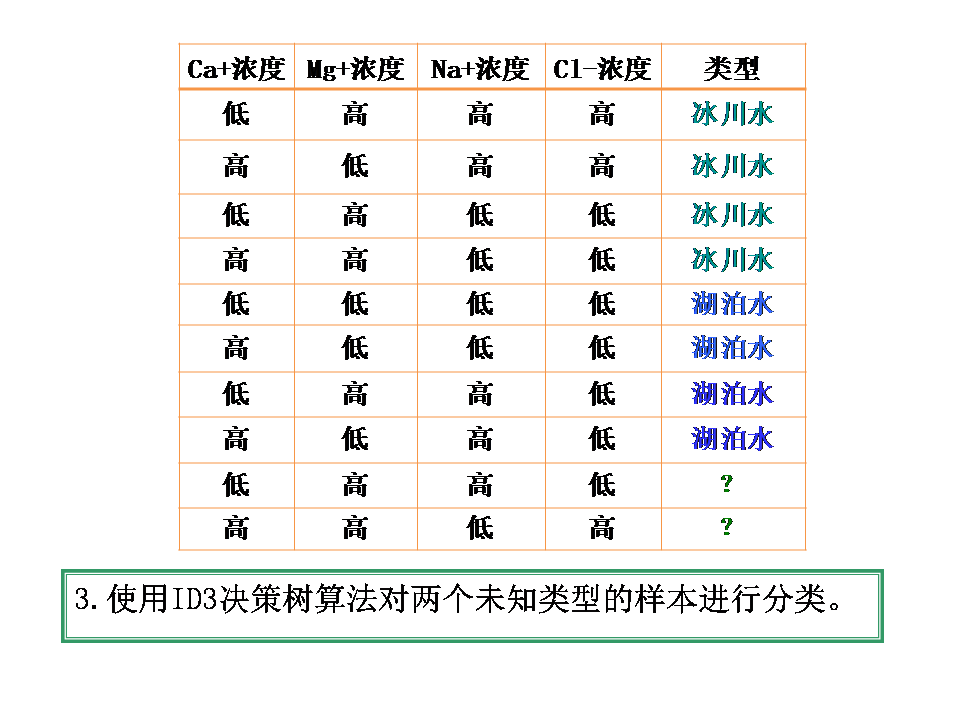 Ca+浓度 Mg+浓度 Na+浓度 Cl-浓度 类型
低 高 高 高 冰川水
高 低 高 高 冰川水
低 高 低 低 冰川水
高 高 低 低 冰川水
低 低 低 低 湖泊水
高 低 低 低 湖泊水
低 高 高 低 湖泊水
高 低 高 低 湖泊水
低 高 高 低 ?
高 高 低 高 ?
3.使用ID3决策树算法对两个未知类型的样本进行分类。